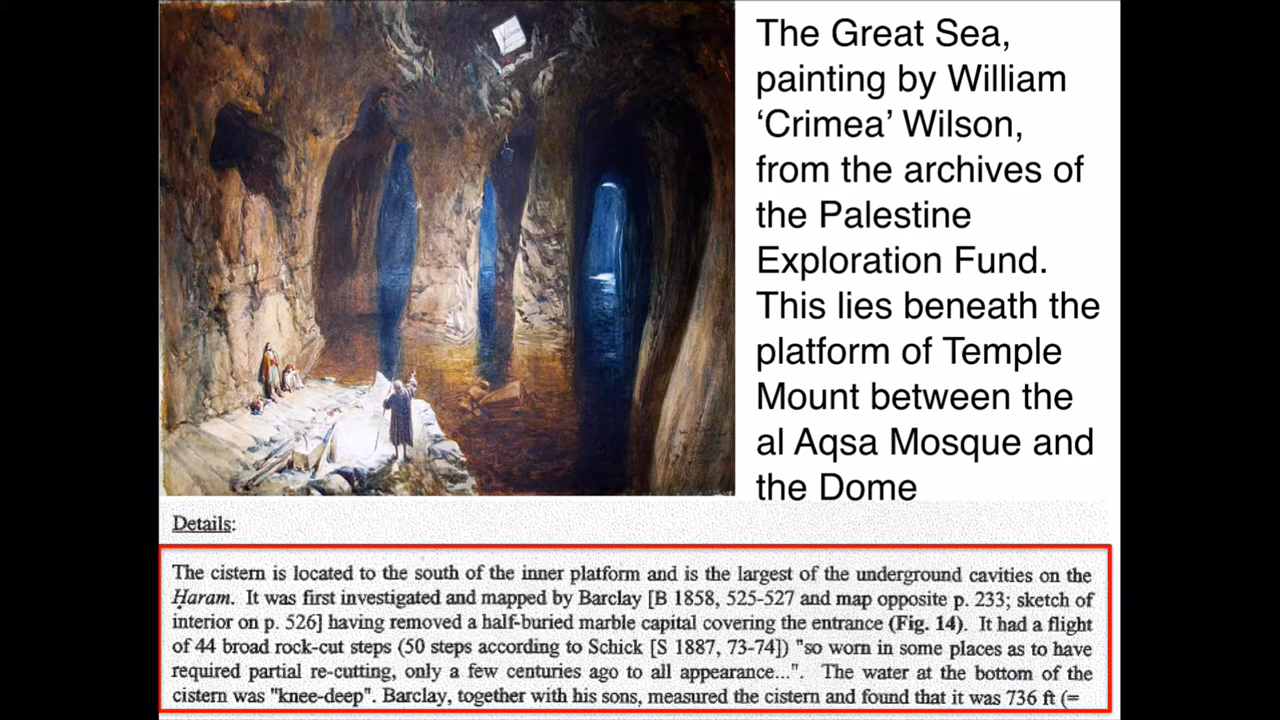 The Great Sea,
painting by William
‘Crimea’ Wilson,
from the archives of
the Palestine
Exploration Fund.
This lies beneath the
platform of Temple
Mount between the
al Aqsa Mosque and
the Dome
Details:
The cistern is located to the south of the inner platform and is the largest of the underground cavities on the
Ḥaram. It was first investigated and mapped by Barclay [B 1858, 525-527 and map opposite p. 233; sketch of
interior on p. 526] having removed a half-buried marble capital covering the entrance (Fig. 14). It had a flight
of 44 broad rock-cut steps (50 steps according to Schick [S 1887, 73-74]) "so worn in some places as to have
required partial re-cutting, only a few centuries ago to all appearance...". The water at the bottom of the
cistern was "knee-deep". Barclay, together with his sons, measured the cistern and found that it was 736 ft (=